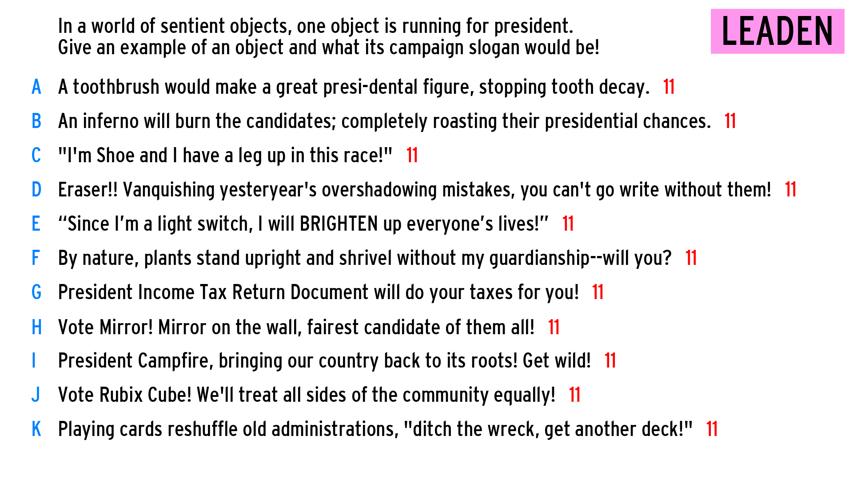 In a world of sentient objects, one object is running for president.
Give an example of an object and what its campaign slogan would be!
LEADEN
A A toothbrush would make a great presi-dental figure, stopping tooth decay. 11
B An inferno will burn the candidates; completely roasting their presidential chances. 11
C "I'm Shoe and I have a leg up in this race!" 11
D Eraser!! Vanquishing yesteryear's overshadowing mistakes, you can't go write without them! 11
E “Since I’m a light switch, I will BRIGHTEN up everyone’s lives!” 11
F By nature, plants stand upright and shrivel without my guardianship--will you? 11
G President Income Tax Return Document will do your taxes for you! 11
H Vote Mirror! Mirror on the wall, fairest candidate of them all! 11
I President Campfire, bringing our country back to its roots! Get wild! 11
J Vote Rubix Cube! We'll treat all sides of the community equally! 11
K Playing cards reshuffle old administrations, "ditch the wreck, get another deck!" 11